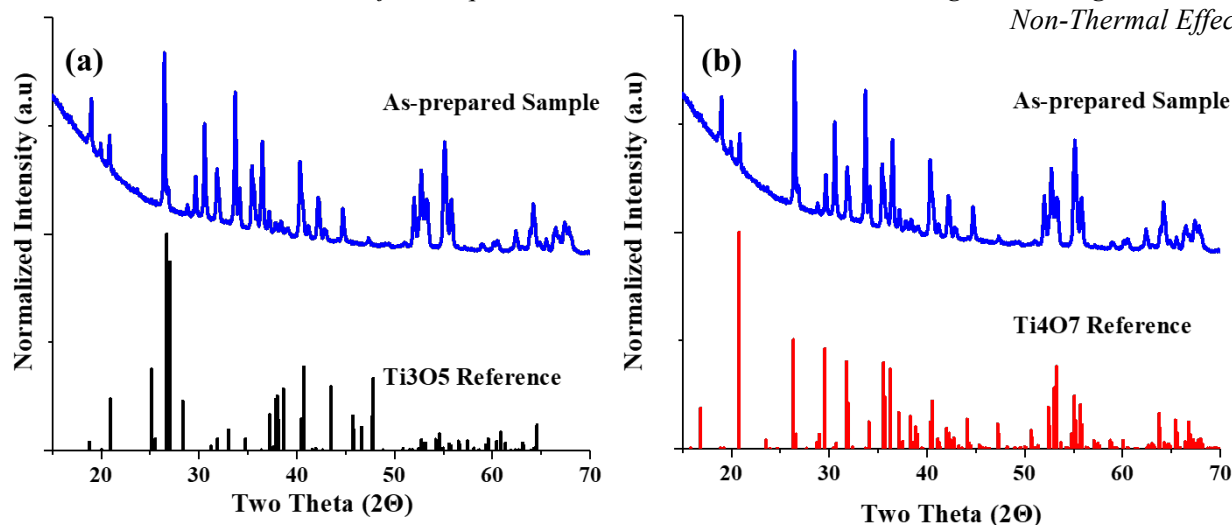 Non-Thermal Effec
(a)
As-prepared Sample
Ti3O5 Reference
Normalized Intensity (a.u)
20 30 40 50 60 70
Two Theta (2Θ)
(b)
As-prepared Sample
Ti4O7 Reference
Normalized Intensity (a.u)
20 30 40 50 60 70
Two Theta (2Θ)